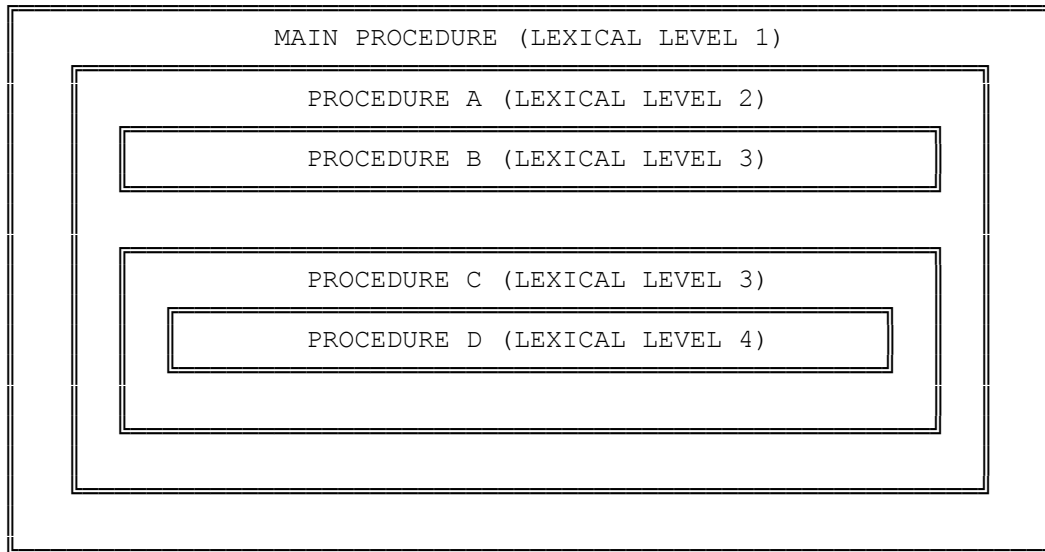 MAIN PROCEDURE (LEXICAL LEVEL 1)
PROCEDURE A (LEXICAL LEVEL 2)
PROCEDURE B (LEXICAL LEVEL 3)
PROCEDURE C (LEXICAL LEVEL 3)
PROCEDURE D (LEXICAL LEVEL 4)